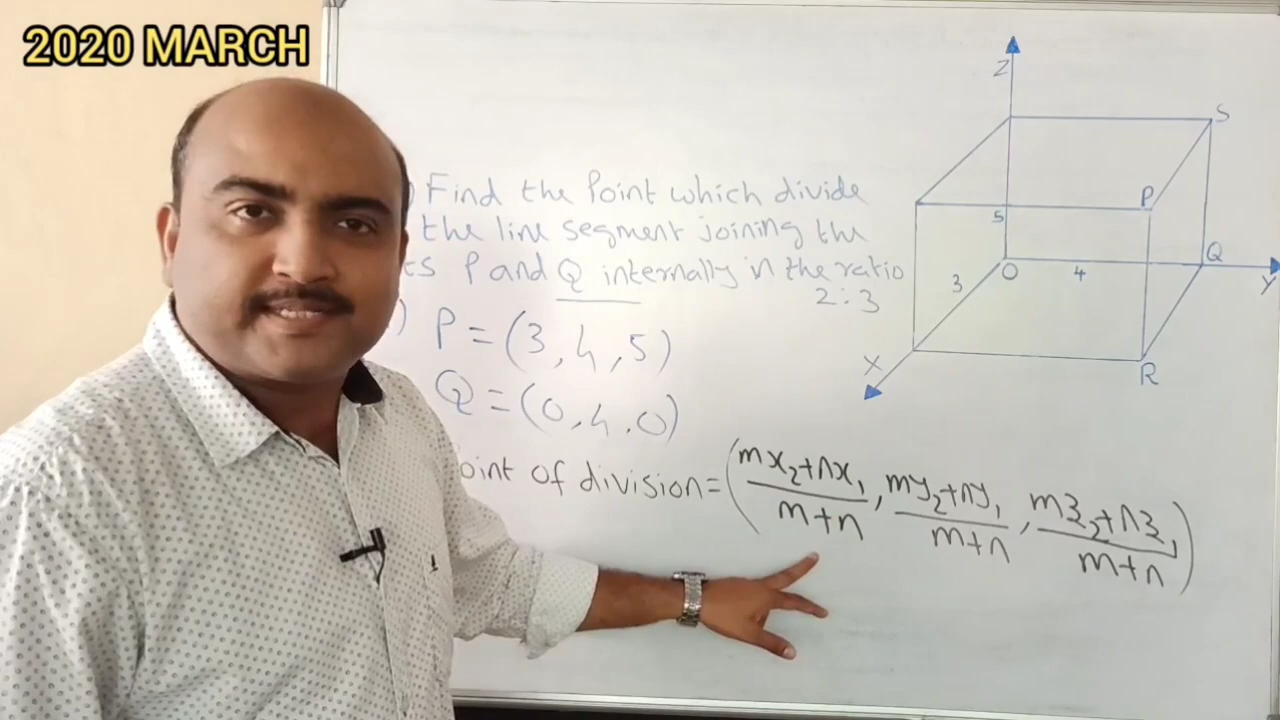 2020 MARCH
) Find the Point which divide
the line segment joining the
ts P and Q internally in the ratio
2:3
) P = (3, 4, 5)
Q = (0, 4, 0)
oint of division = (mx₂+nx₁/m+n, my₂+ny₁/m+n, mz₂+nz₁/m+n)
Z
S
P
5
Q
O
4
3
Y
X
R